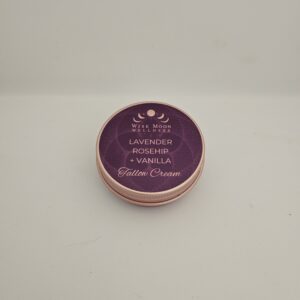 WISE MOON
WELLNESS
LAVENDER
ROSEHIP
+ VANILLA
Tallow Cream